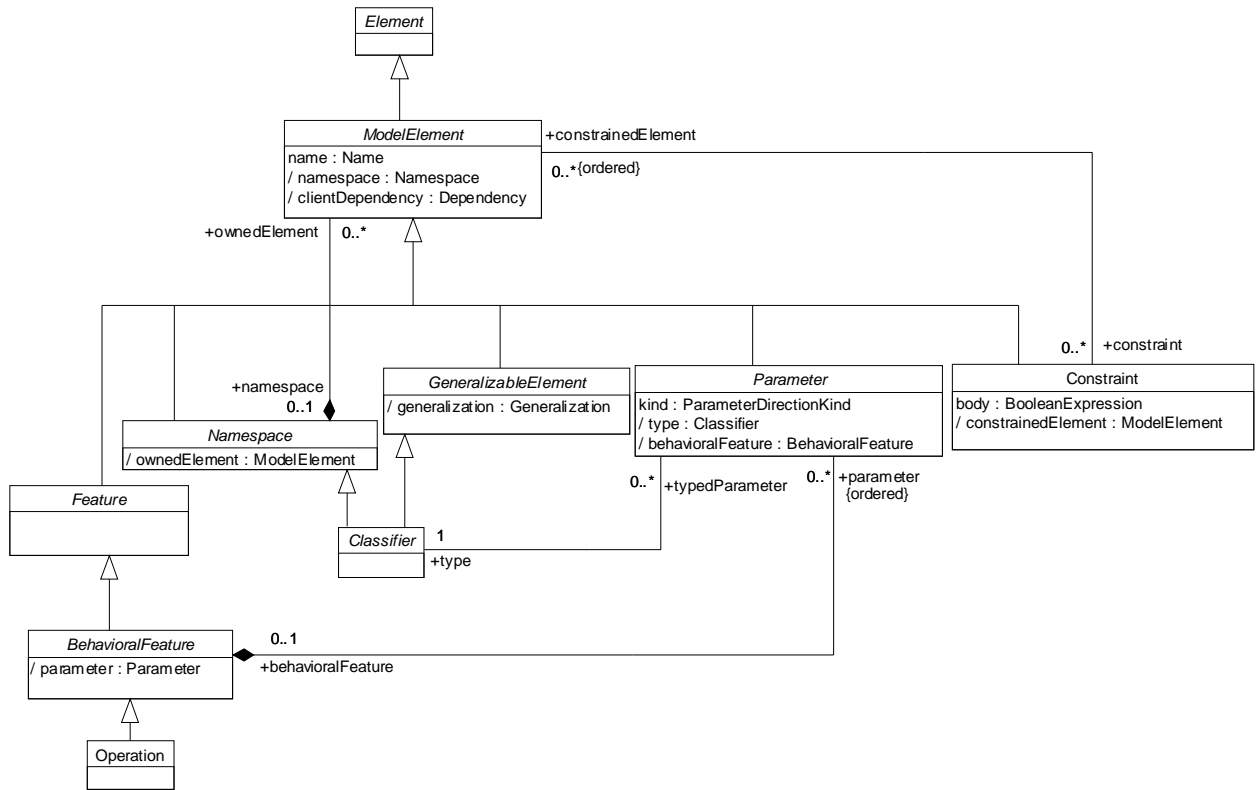 Element
ModelElement
name : Name
/ namespace : Namespace
/ clientDependency : Dependency
+constrainedElement
0..* {ordered}
+ownedElement
0..*
0..*
+constraint
+namespace
0..1
GeneralizableElement
/ generalization : Generalization
Parameter
kind : ParameterDirectionKind
/ type : Classifier
/ behavioralFeature : BehavioralFeature
Constraint
body : BooleanExpression
/ constrainedElement : ModelElement
Namespace
/ ownedElement : ModelElement
0..*
+typedParameter
0..*
+parameter
{ordered}
Feature
Classifier
1
+type
BehavioralFeature
/ parameter : Parameter
0..1
+behavioralFeature
Operation